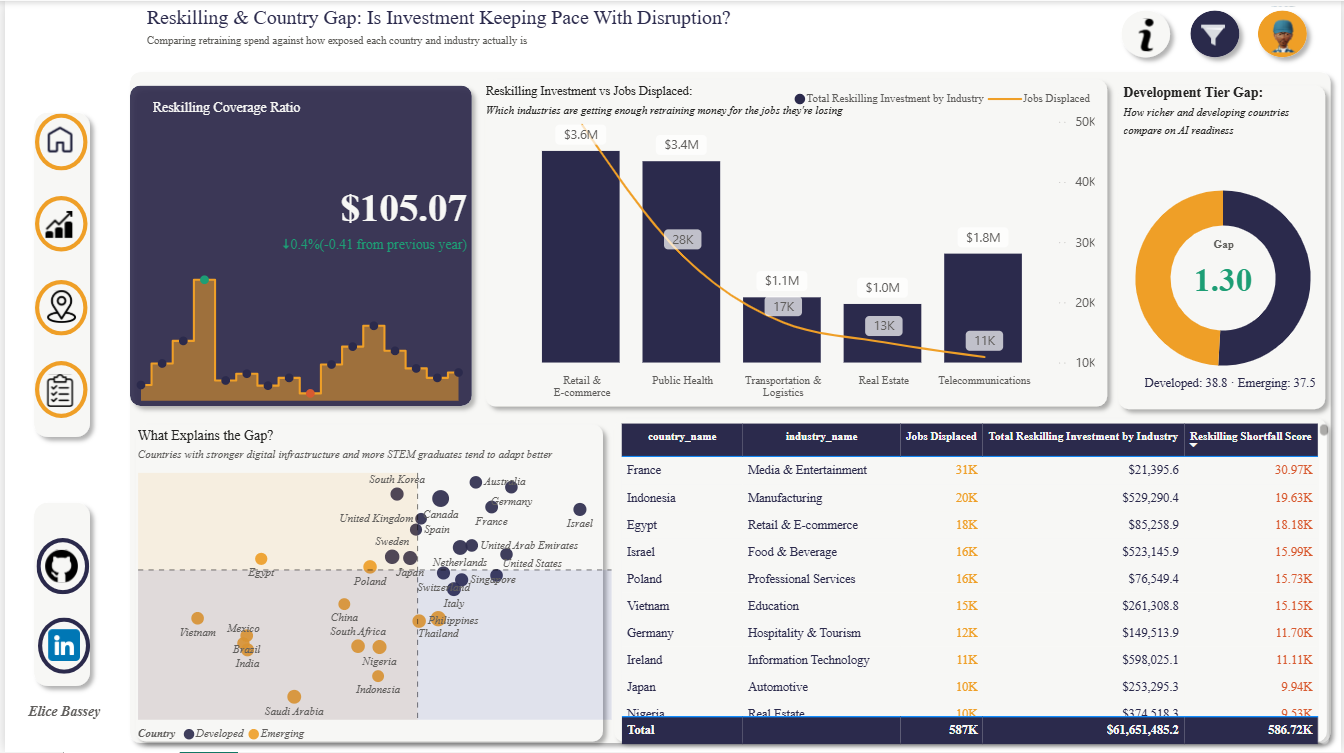 Reskilling & Country Gap: Is Investment Keeping Pace With Disruption?
Comparing retraining spend against how exposed each country and industry actually is
Reskilling Coverage Ratio
$105.07
↓0.4%(-0.41 from previous year)
Reskilling Investment vs Jobs Displaced:
Which industries are getting enough retraining money for the jobs they're losing
Total Reskilling Investment by Industry
Jobs Displaced
50K
40K
30K
20K
10K
$3.6M
$3.4M
$1.1M
$1.0M
$1.8M
28K
17K
13K
11K
Retail &
E-commerce
Public Health
Transportation &
Logistics
Real Estate
Telecommunications
Development Tier Gap:
How richer and developing countries
compare on AI readiness
Gap
1.30
Developed: 38.8 · Emerging: 37.5
What Explains the Gap?
Countries with stronger digital infrastructure and more STEM graduates tend to adapt better
South Korea
Australia
Germany
Canada
France
Israel
United Kingdom
Spain
Sweden
United Arab Emirates
Netherlands
United States
Egypt
Poland
Japan
Singapore
Switzerland
Italy
China
Philippines
Vietnam
Mexico
South Africa
Thailand
Brazil
India
Nigeria
Indonesia
Saudi Arabia
Country Developed Emerging
country_name industry_name Jobs Displaced Total Reskilling Investment by Industry Reskilling Shortfall Score
France Media & Entertainment 31K $21,395.6 30.97K
Indonesia Manufacturing 20K $529,290.4 19.63K
Egypt Retail & E-commerce 18K $85,258.9 18.18K
Israel Food & Beverage 16K $523,145.9 15.99K
Poland Professional Services 16K $76,549.4 15.73K
Vietnam Education 15K $261,308.8 15.15K
Germany Hospitality & Tourism 12K $149,513.9 11.70K
Ireland Information Technology 11K $598,025.1 11.11K
Japan Automotive 10K $253,295.3 9.94K
Nigeria Real Estate 10K $374,518.3 9.53K
Total 587K $61,651,485.2 586.72K
in
Elice Bassey